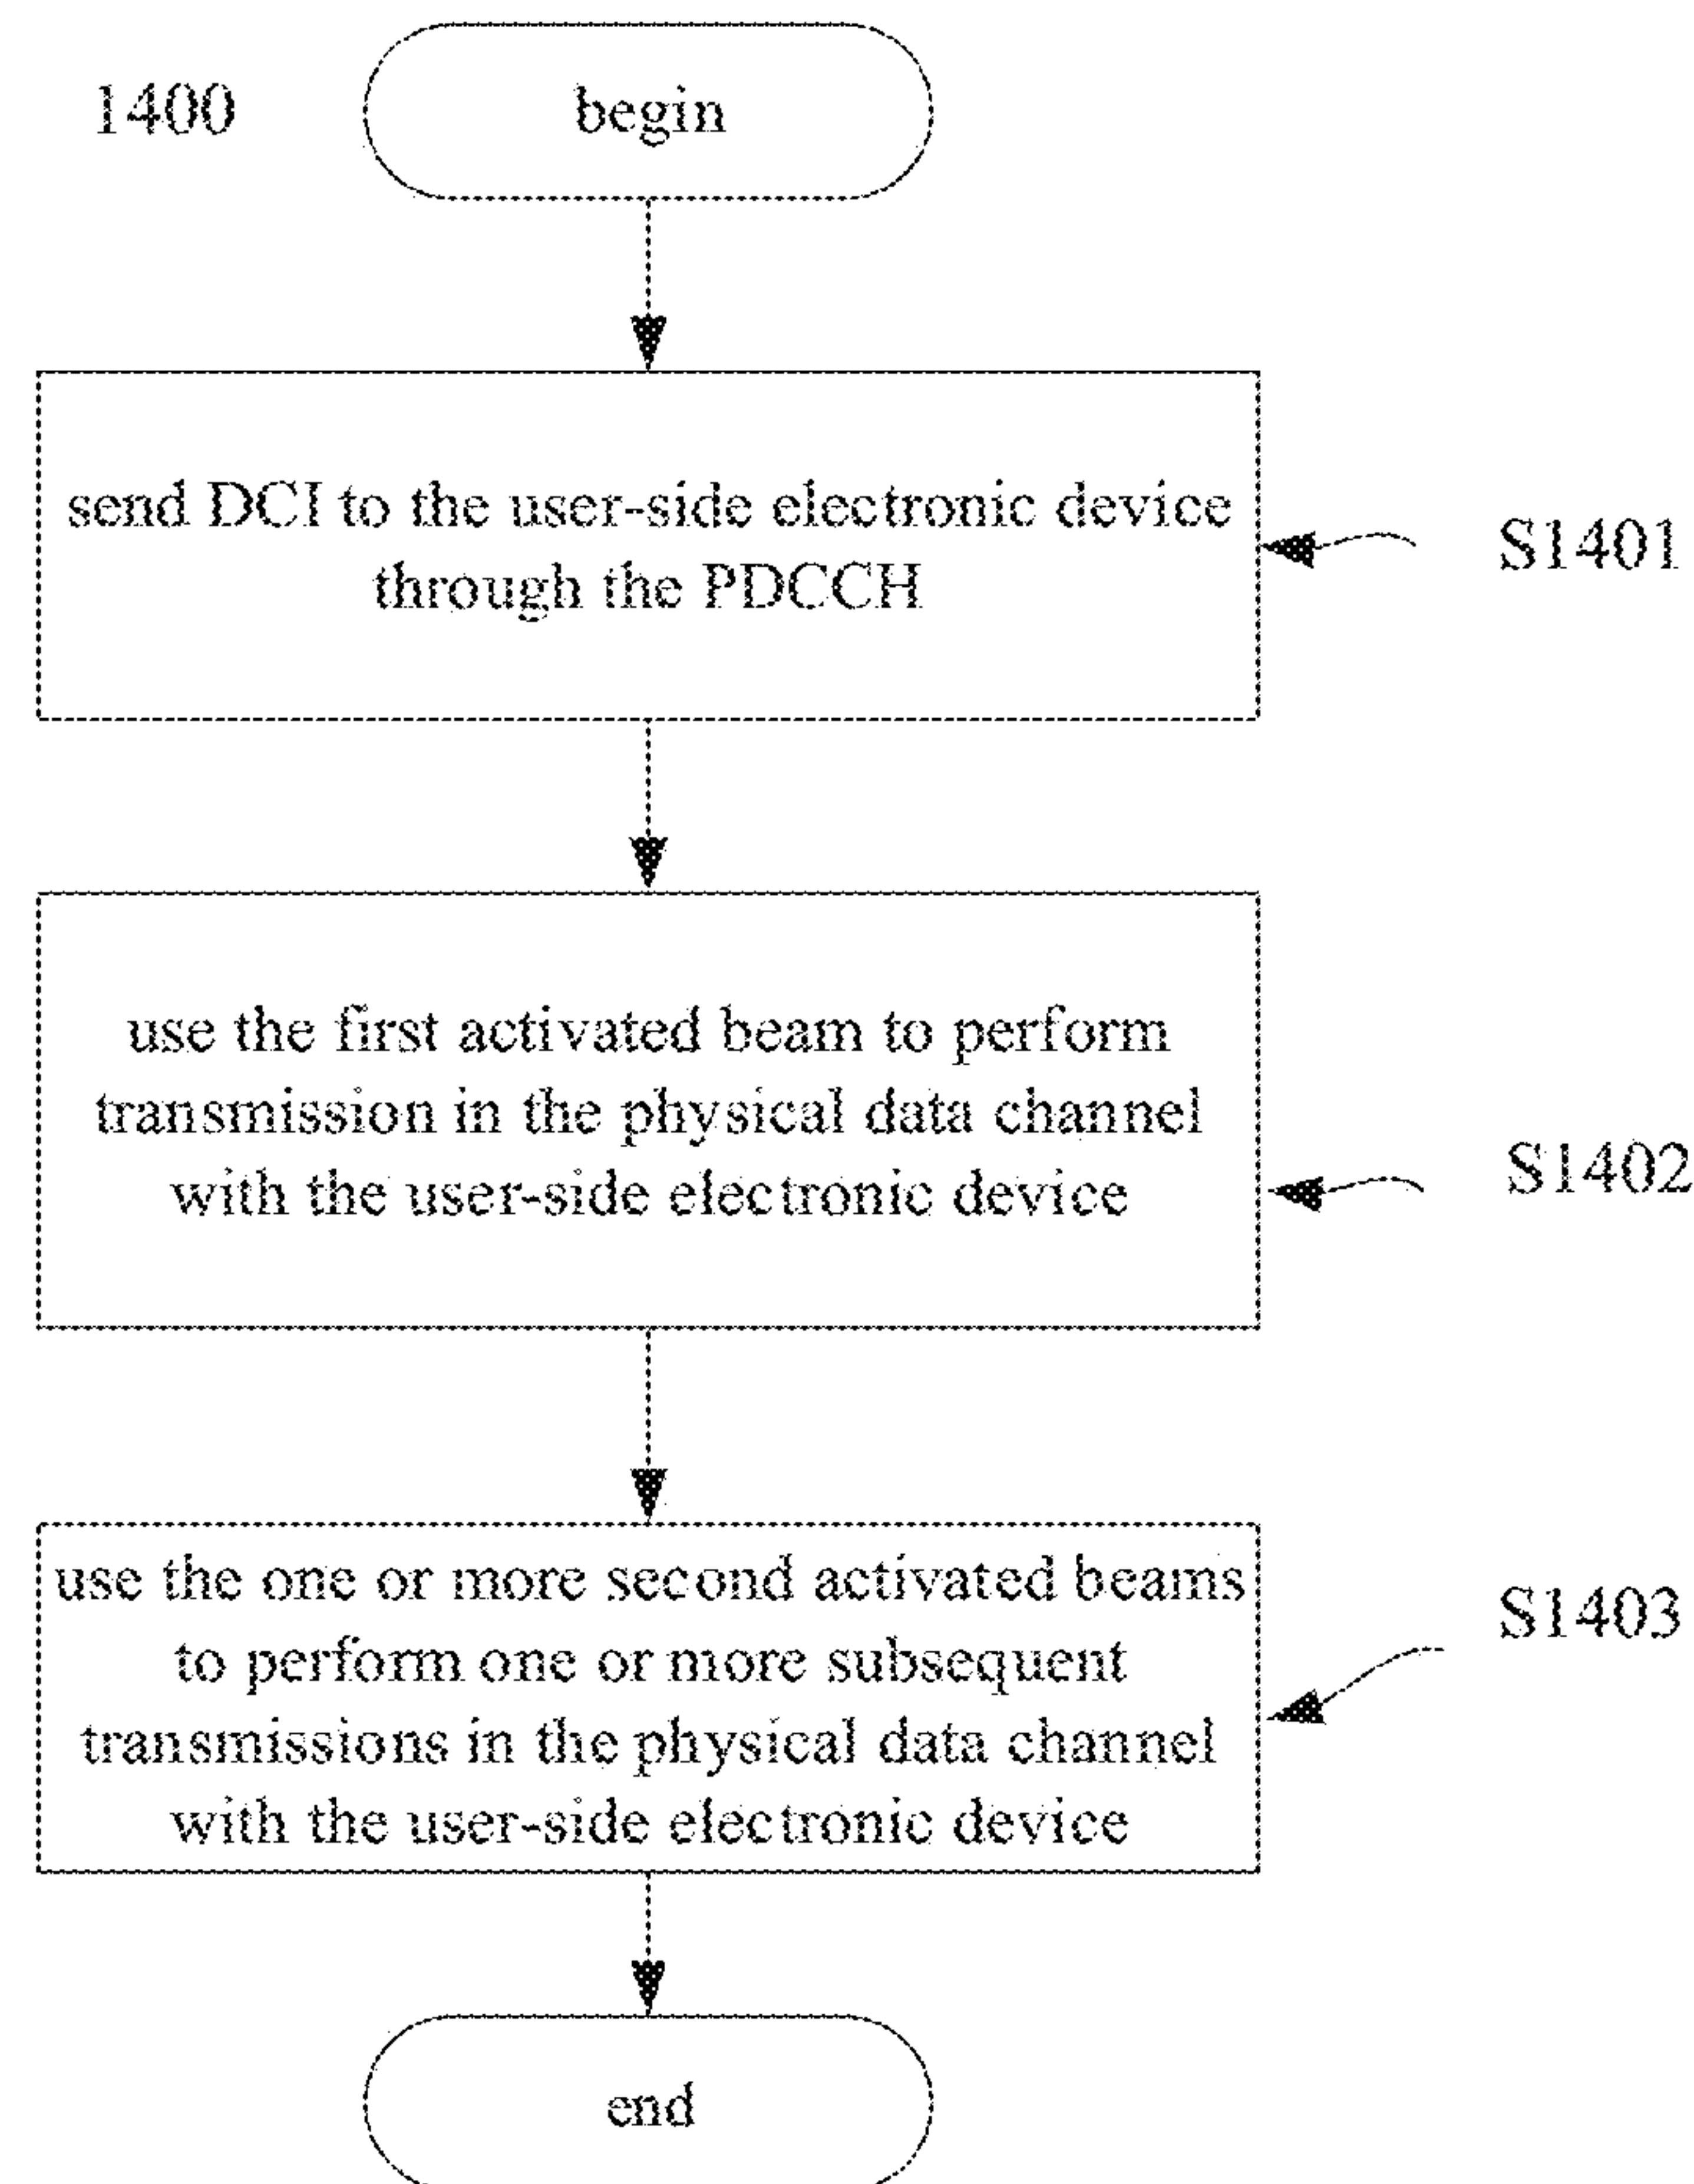 1400
begin
send DCI to the user-side electronic device
through the PDCCH
S1401
use the first activated beam to perform
transmission in the physical data channel
with the user-side electronic device
S1402
use the one or more second activated beams
to perform one or more subsequent
transmissions in the physical data channel
with the user-side electronic device
S1403
end